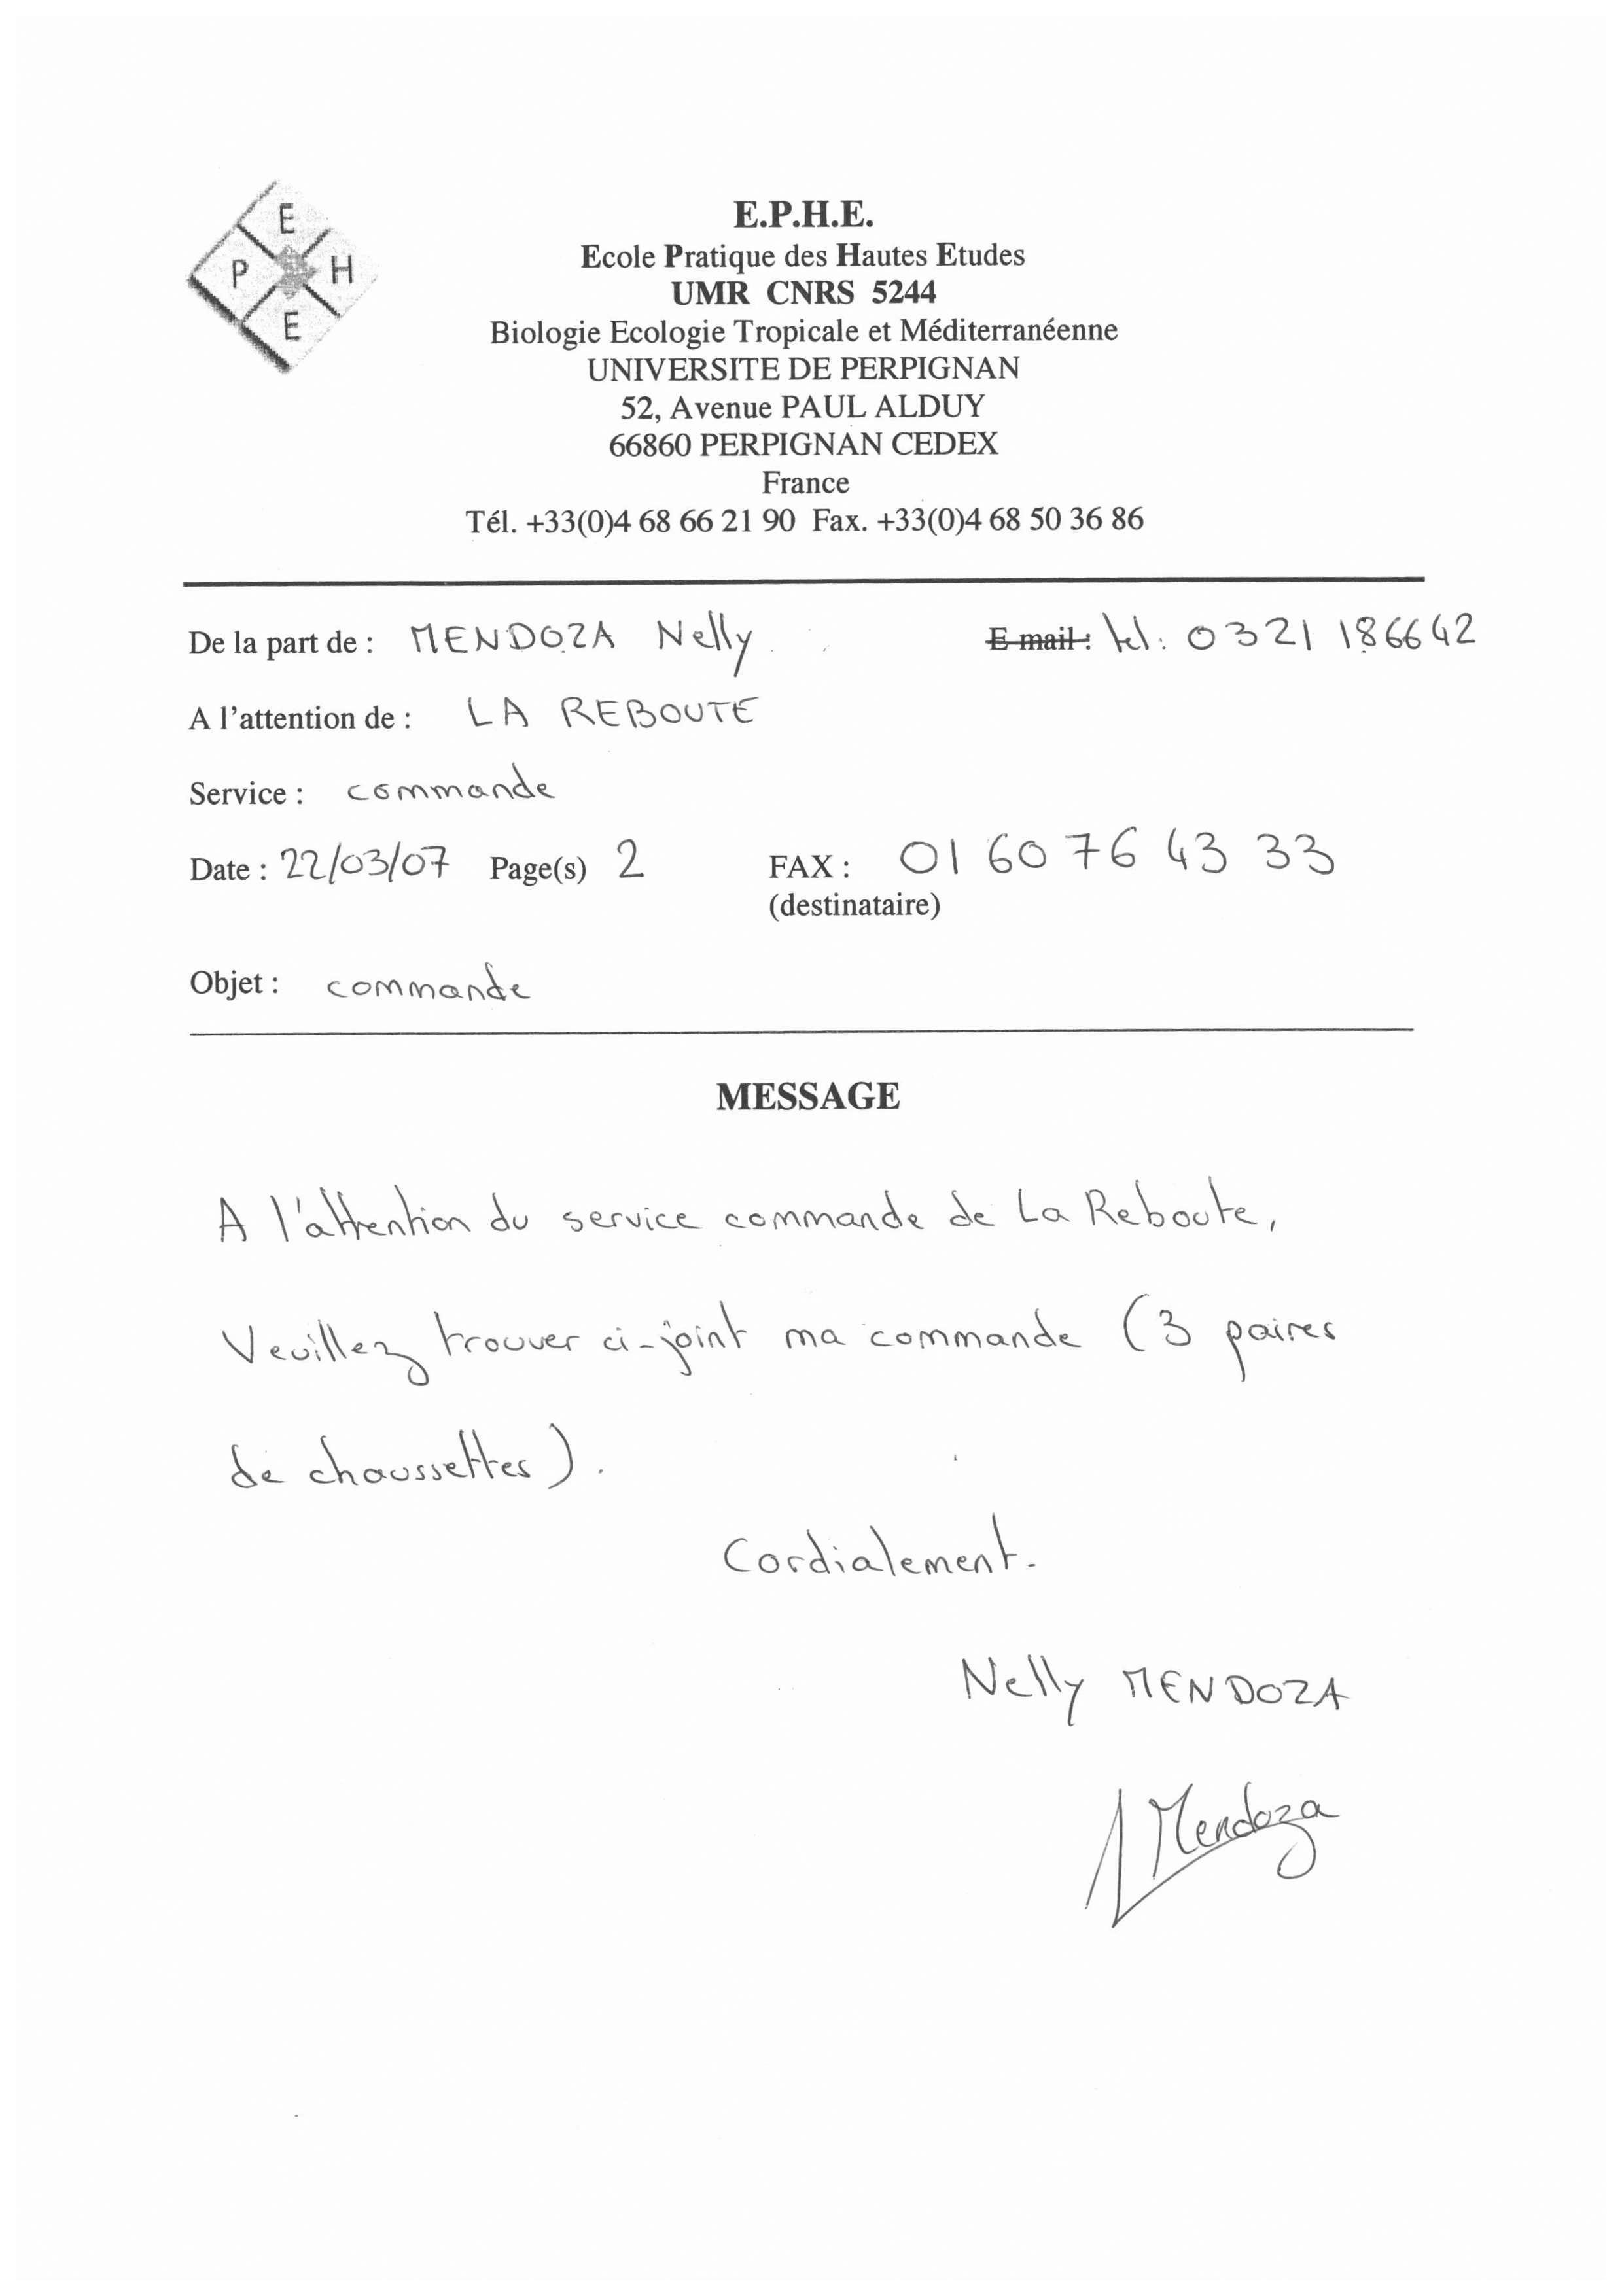 E
P H
E
E.P.H.E.
Ecole Pratique des Hautes Etudes
UMR CNRS 5244
Biologie Ecologie Tropicale et Méditerranéenne
UNIVERSITE DE PERPIGNAN
52, Avenue PAUL ALDUY
66860 PERPIGNAN CEDEX
France
Tél. +33(0)4 68 66 21 90 Fax. +33(0)4 68 50 36 86
De la part de : MENDOZA Nelly E mail : tel : 0321 186642
A l'attention de : LA REBOUTE
Service : commande
Date : 22/03/07 Page(s) 2 FAX : 01 60 76 43 33
(destinataire)
Objet : commande
MESSAGE
A l'attention du service commande de La Reboute,
Veuillez trouver ci-joint ma commande (3 paires
de chaussettes).
Cordialement.
Nelly MENDOZA
Mendoza